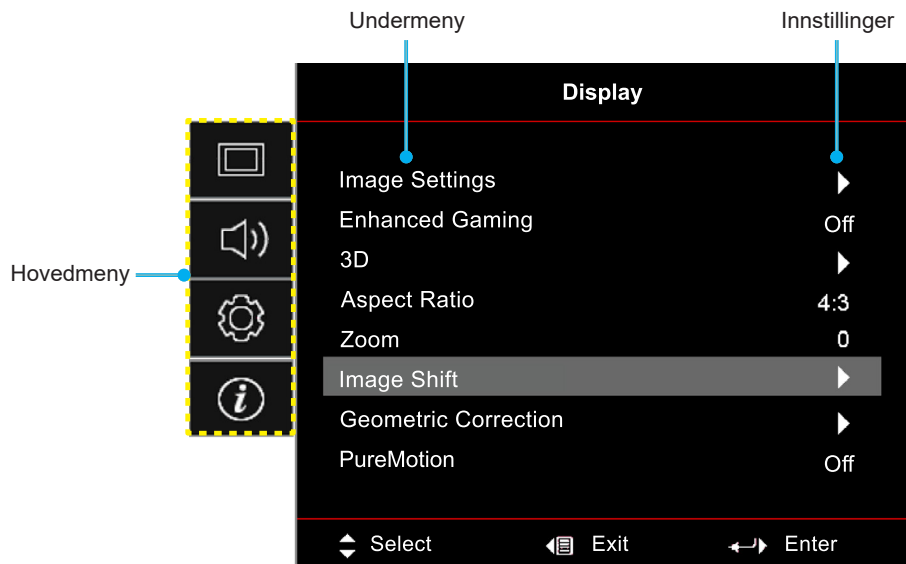 Undermeny Innstillinger
Display
Image Settings
Enhanced Gaming Off
3D
Hovedmeny
Aspect Ratio 4:3
Zoom 0
Image Shift
Geometric Correction
PureMotion Off
Select Exit Enter